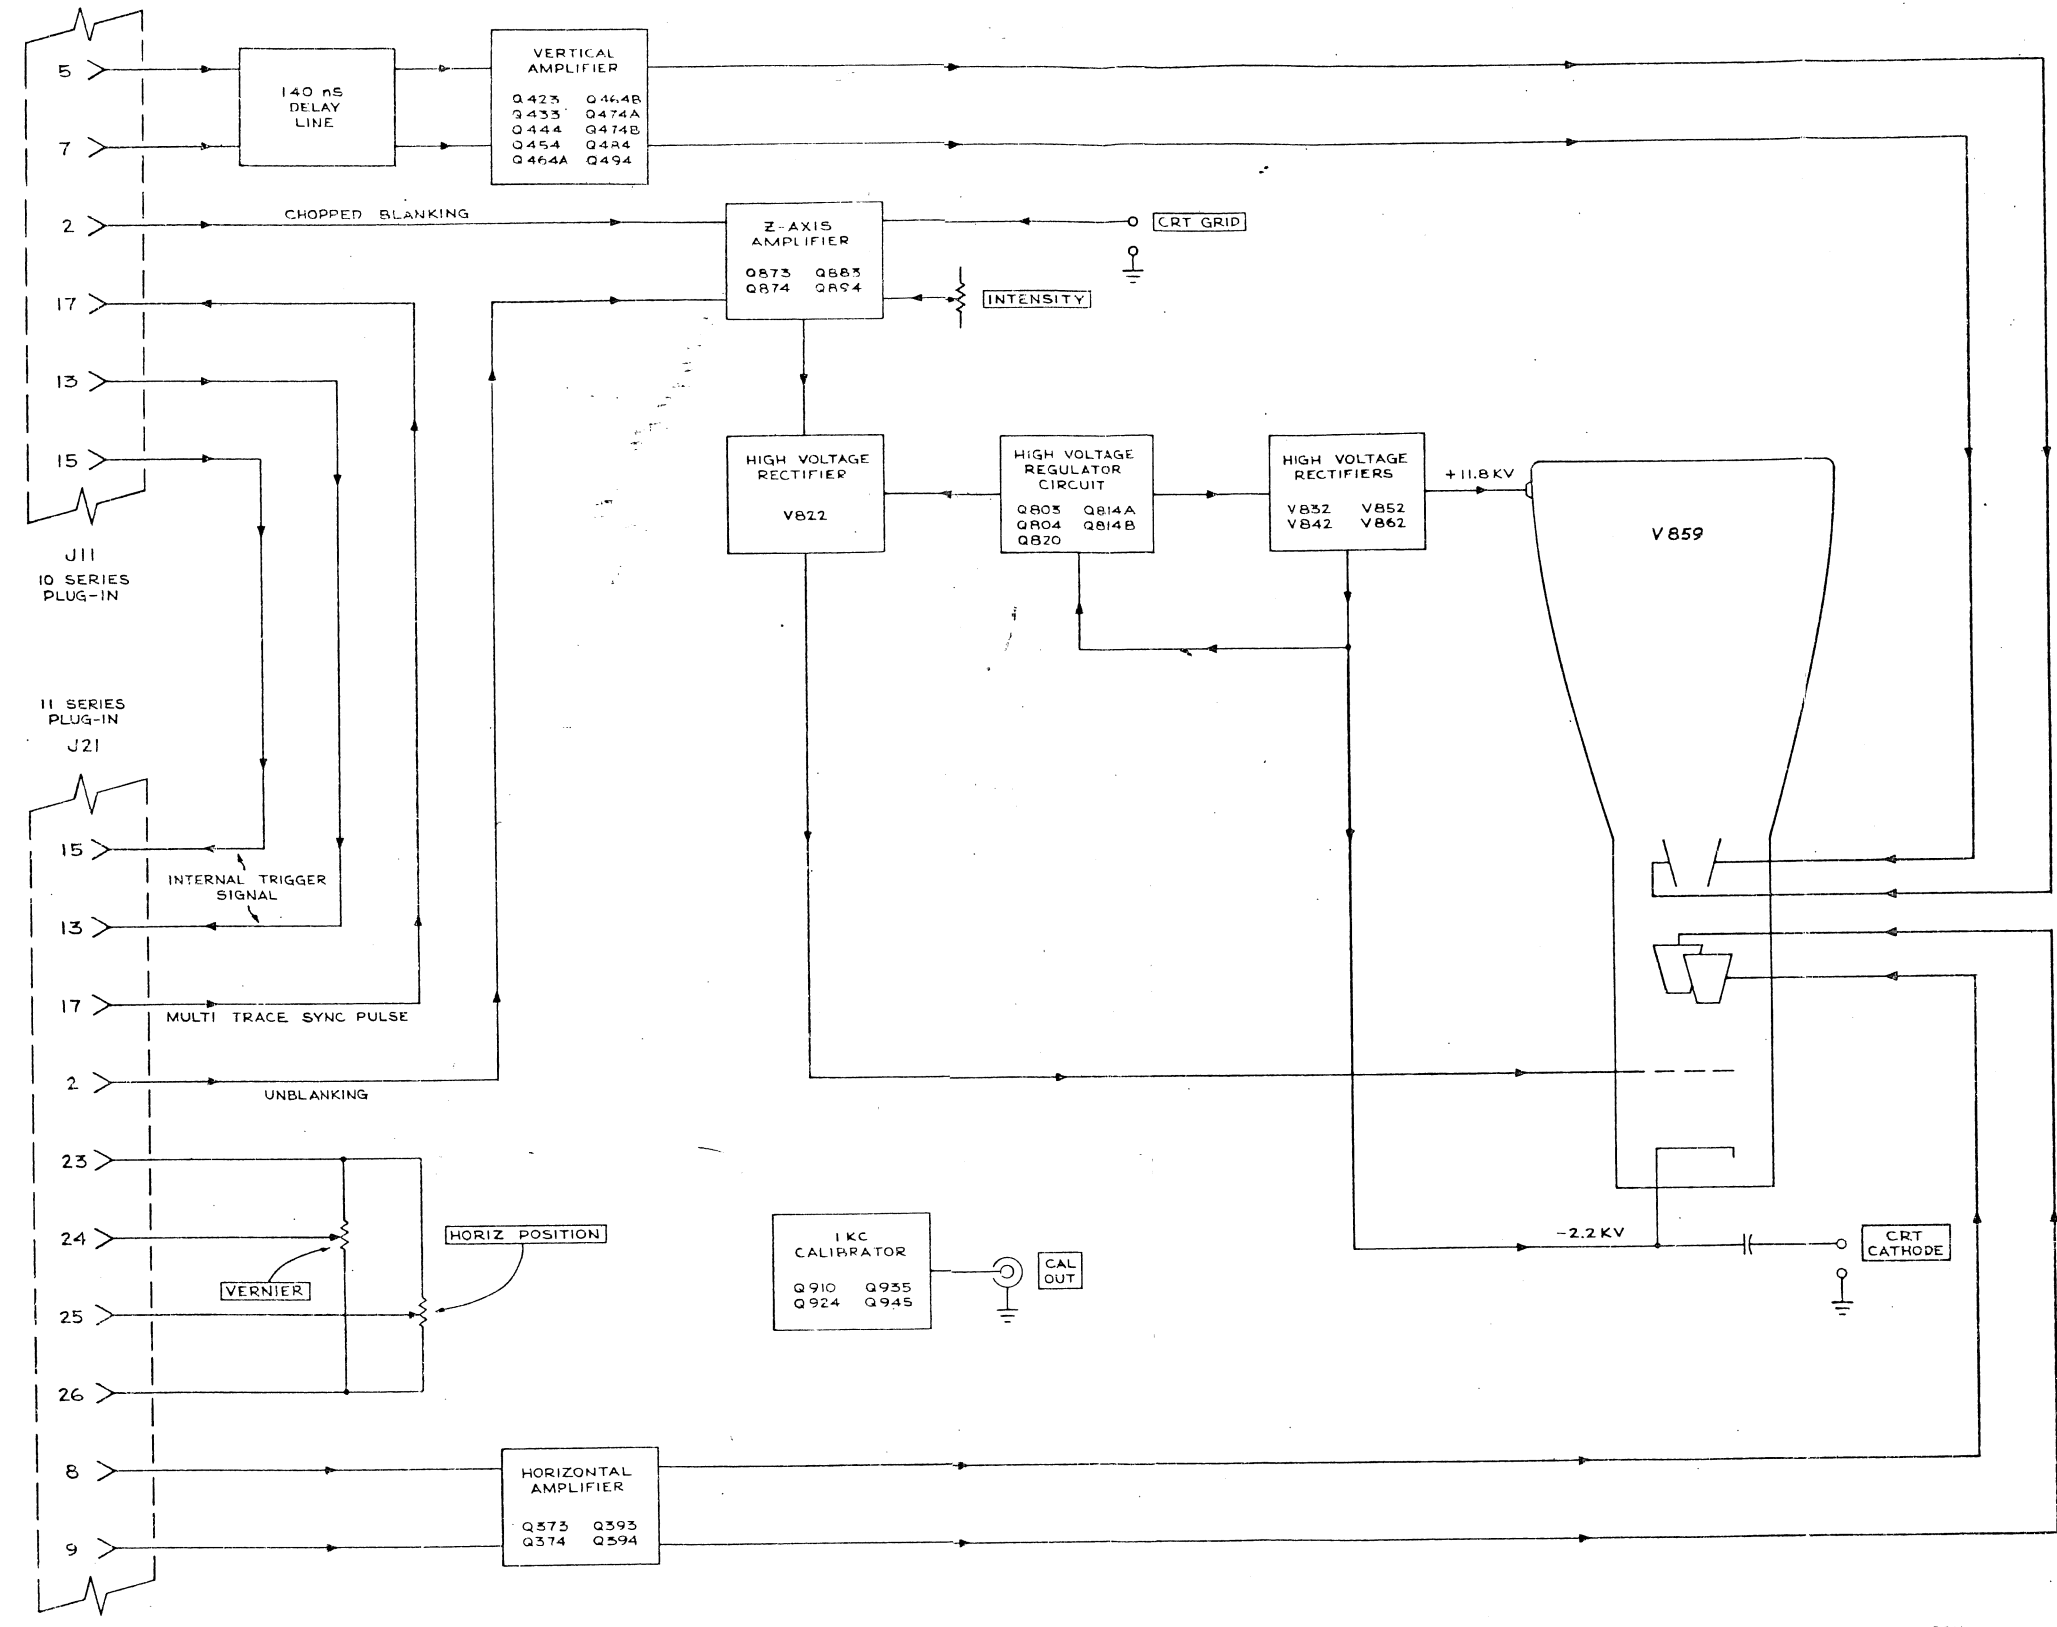 5
140 nS
DELAY
LINE
VERTICAL
AMPLIFIER
Q423 Q464B
Q433 Q474A
Q444 Q474B
Q454 Q484
Q464A Q494
7
2
CHOPPED BLANKING
Z-AXIS
AMPLIFIER
Q873 Q883
Q874 Q894
CRT GRID
INTENSITY
17
13
15
J11
10 SERIES
PLUG-IN
HIGH VOLTAGE
RECTIFIER
V822
HIGH VOLTAGE
REGULATOR
CIRCUIT
Q803 Q814A
Q804 Q814B
Q820
HIGH VOLTAGE
RECTIFIERS
V832 V852
V842 V862
+11.8KV
V859
11 SERIES
PLUG-IN
J21
15
INTERNAL TRIGGER
SIGNAL
13
17
MULTI TRACE SYNC PULSE
2
UNBLANKING
23
24
HORIZ POSITION
VERNIER
25
26
1 KC
CALIBRATOR
Q910 Q935
Q924 Q945
CAL
OUT
-2.2KV
CRT
CATHODE
8
HORIZONTAL
AMPLIFIER
Q373 Q393
Q374 Q394
9